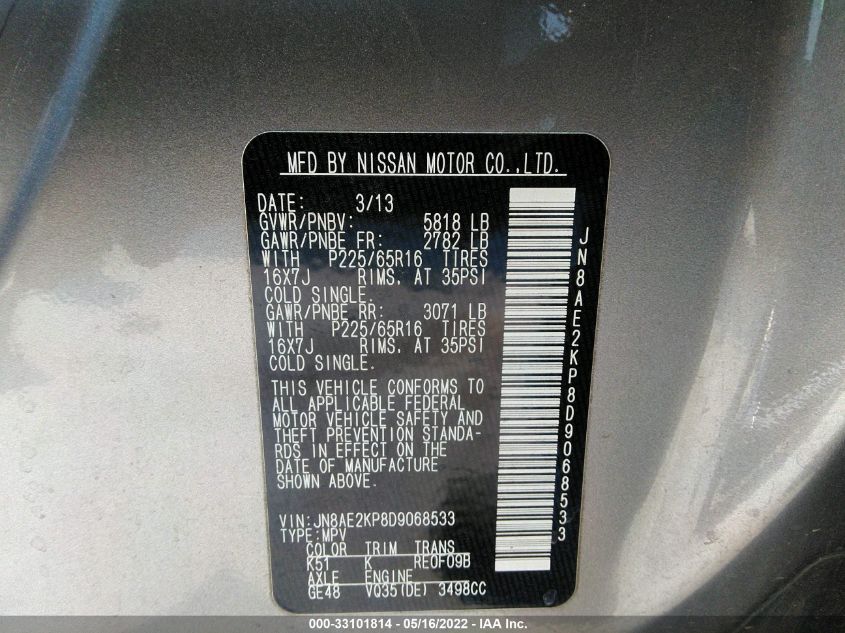 MFD BY NISSAN MOTOR CO.,LTD.
DATE: 3/13
GVWR/PNBV: 5818 LB
GAWR/PNBE FR: 2782 LB
WITH P225/65R16 TIRES
16X7J RIMS, AT 35PSI
COLD SINGLE.
GAWR/PNBE RR: 3071 LB
WITH P225/65R16 TIRES
16X7J RIMS, AT 35PSI
COLD SINGLE.
THIS VEHICLE CONFORMS TO
ALL APPLICABLE FEDERAL
MOTOR VEHICLE SAFETY AND
THEFT PREVENTION STANDA-
RDS IN EFFECT ON THE
DATE OF MANUFACTURE
SHOWN ABOVE.
VIN:JN8AE2KP8D9068533
TYPE:MPV
COLOR TRIM TRANS
K51 K RE0F09B
AXLE ENGINE
GE48 VQ35(DE) 3498CC
JN8AE2KP8D9068533
000-33101814 - 05/16/2022 - IAA, Inc.